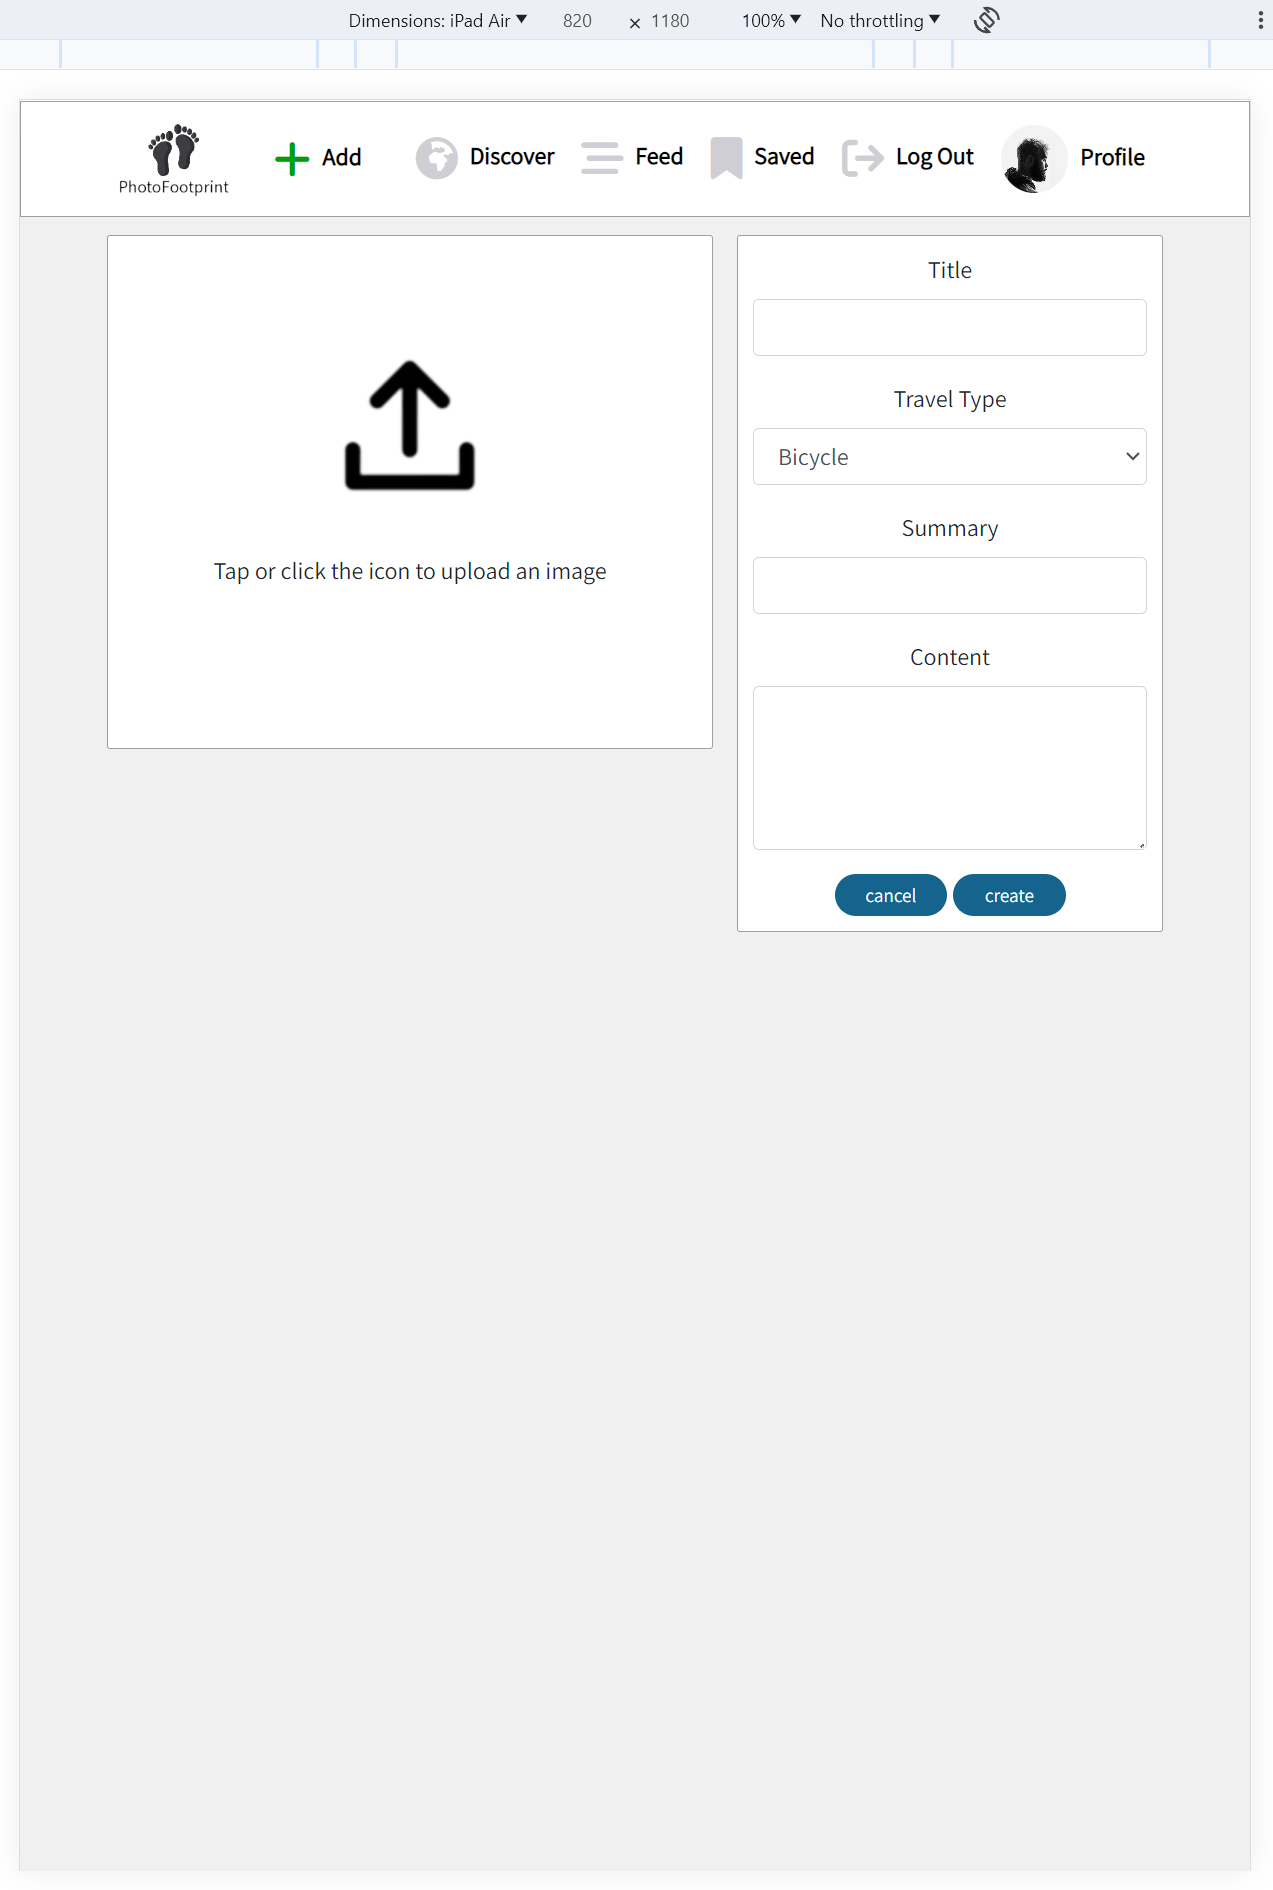 Dimensions: iPad Air ▼ 820 × 1180 100% ▼ No throttling ▼
PhotoFootprint
Add
Discover
Feed
Saved
Log Out
Profile
Tap or click the icon to upload an image
Title
Travel Type
Bicycle
Summary
Content
cancel create